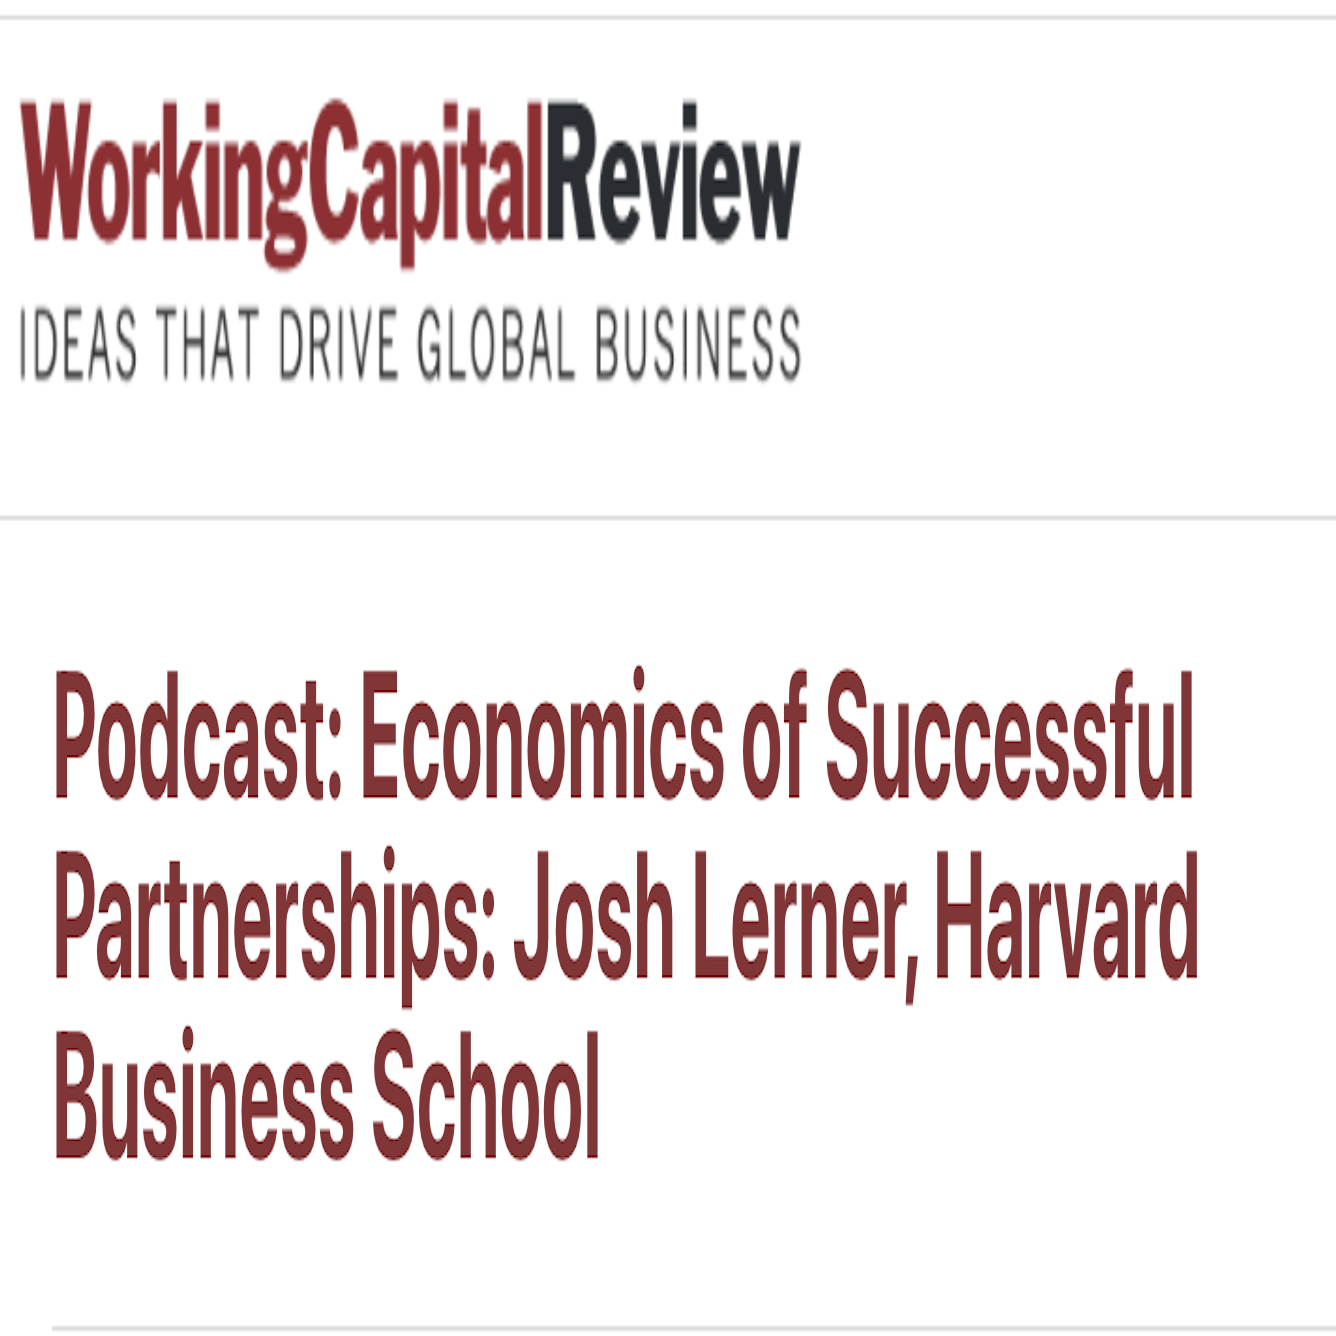 WorkingCapitalReview
IDEAS THAT DRIVE GLOBAL BUSINESS
Podcast: Economics of Successful
Partnerships: Josh Lerner, Harvard
Business School